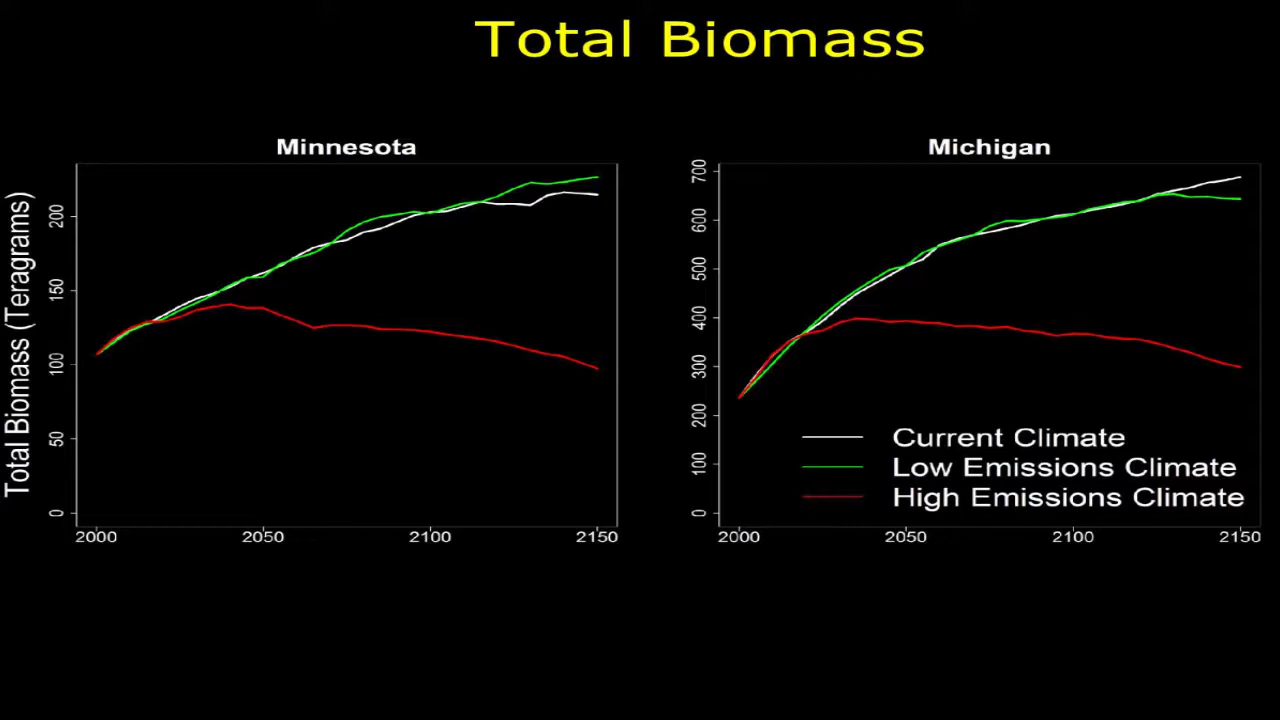 Total Biomass
Minnesota
Total Biomass (Teragrams)
200
150
100
50
0
2000 2050 2100 2150
Michigan
700
600
500
400
300
200
100
0
2000 2050 2100 2150
Current Climate
Low Emissions Climate
High Emissions Climate